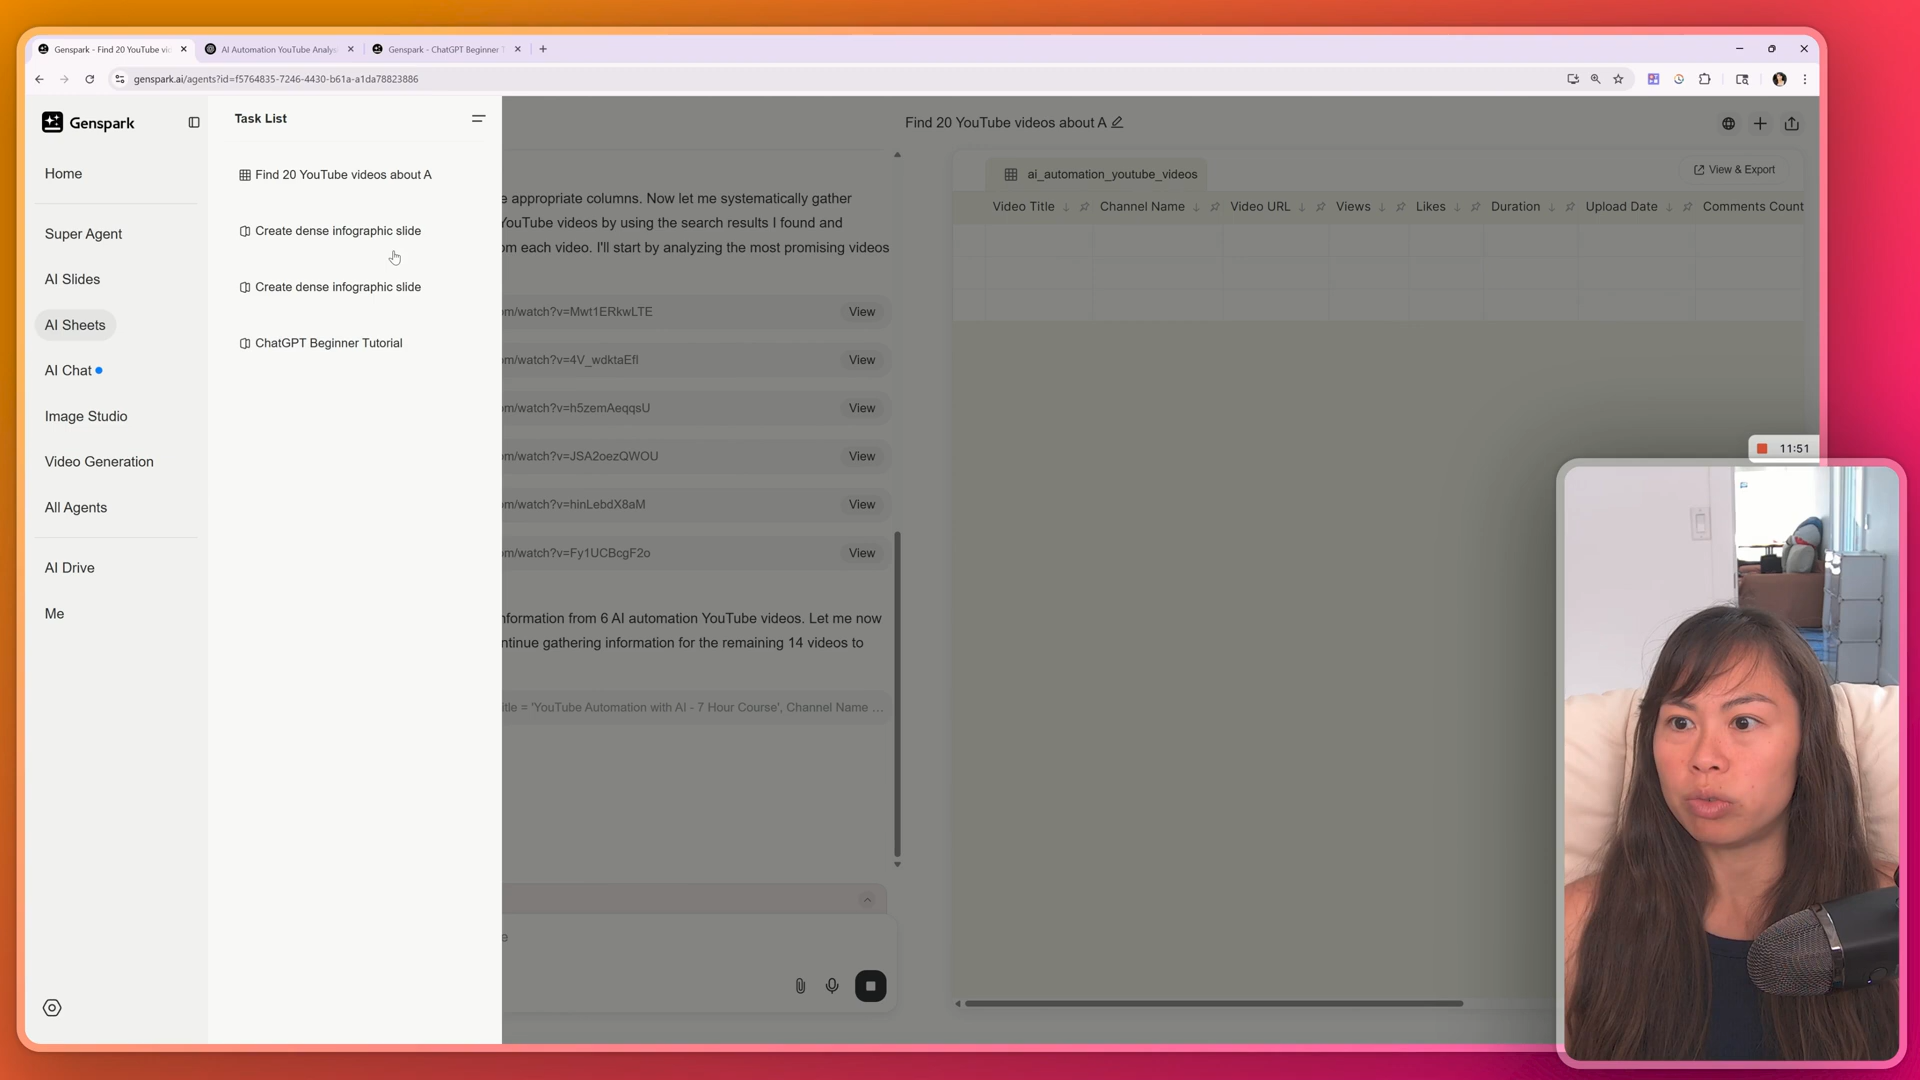 Genspark - Find 20 YouTube vi
AI Automation YouTube Analys
Genspark - ChatGPT Beginner T
genspark.ai/agents?id=f5764835-7246-4430-b61a-a1da78823886
Genspark
Home
Super Agent
AI Slides
AI Sheets
AI Chat
Image Studio
Video Generation
All Agents
AI Drive
Me
Task List
Find 20 YouTube videos about A
Create dense infographic slide
Create dense infographic slide
ChatGPT Beginner Tutorial
Find 20 YouTube videos about A
e appropriate columns. Now let me systematically gather
YouTube videos by using the search results I found and
om each video. I'll start by analyzing the most promising videos
om/watch?v=Mwt1ERkwLTE View
om/watch?v=4V_wdktaEfI View
om/watch?v=h5zemAeqqsU View
om/watch?v=JSA2oezQWOU View
om/watch?v=hinLebdX8aM View
om/watch?v=Fy1UCBcgF2o View
nformation from 6 AI automation YouTube videos. Let me now
ntinue gathering information for the remaining 14 videos to
itle = 'YouTube Automation with AI - 7 Hour Course', Channel Name ...
e
ai_automation_youtube_videos
View & Export
Video Title Channel Name Video URL Views Likes Duration Upload Date Comments Count
11:51